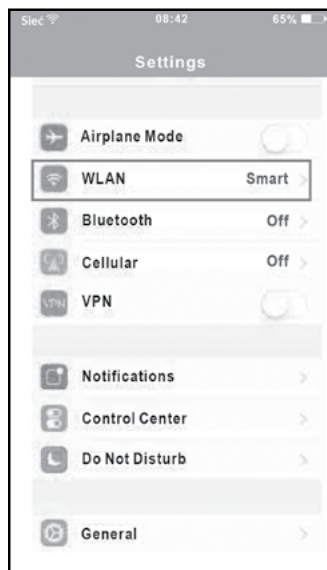 Sieć 08:42 65%
Settings
Airplane Mode
WLAN Smart
Bluetooth Off
Cellular Off
VPN VPN
Notifications
Control Center
Do Not Disturb
General